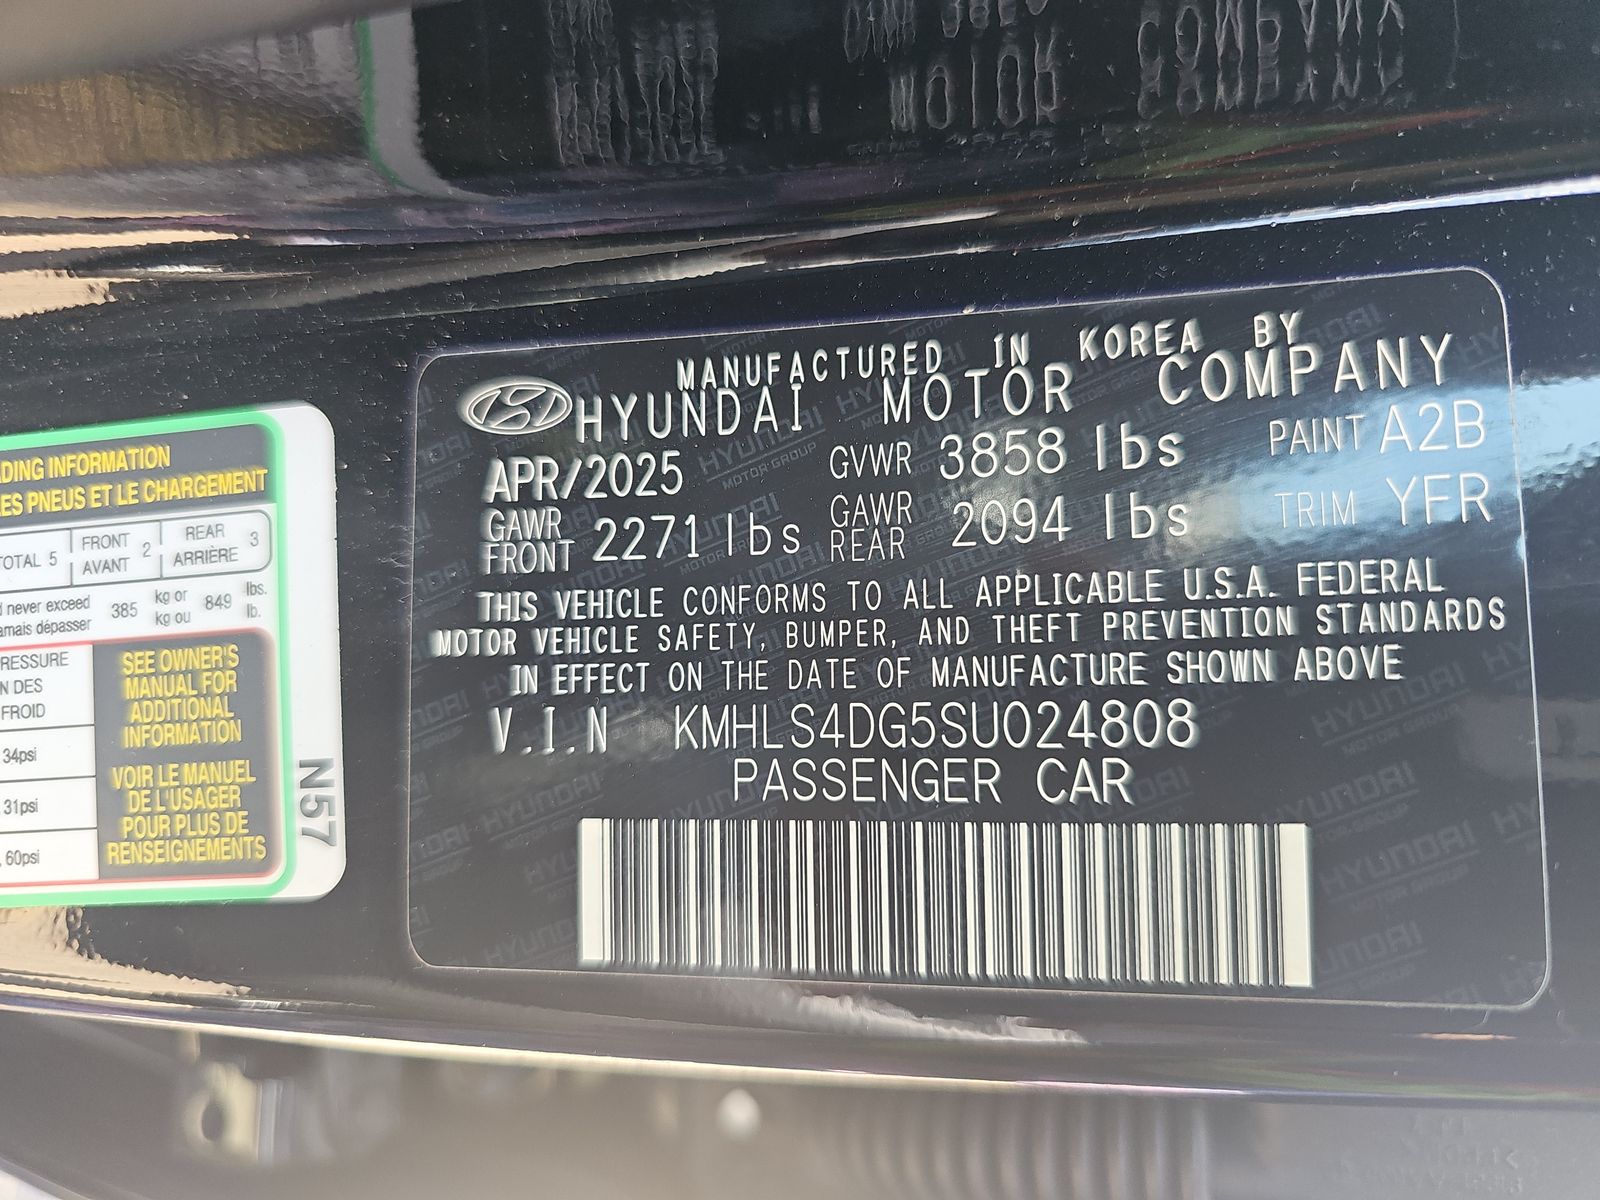 MANUFACTURED IN KOREA BY
HYUNDAI MOTOR COMPANY
APR/2025 GVWR 3858 lbs PAINT A2B
GAWR FRONT 2271 lbs GAWR REAR 2094 lbs TRIM YFR
THIS VEHICLE CONFORMS TO ALL APPLICABLE U.S.A. FEDERAL
MOTOR VEHICLE SAFETY, BUMPER, AND THEFT PREVENTION STANDARDS
IN EFFECT ON THE DATE OF MANUFACTURE SHOWN ABOVE
V.I.N KMHLS4DG5SU024808
PASSENGER CAR
INFORMATION
PNEUS ET LE CHARGEMENT
TOTAL 5
FRONT
AVANT 2
REAR
ARRIÈRE 3
never exceed 385 kg or 849 lbs.
dépasser kg ou lb.
DES
FROID
34psi
31psi
60psi
SEE OWNER'S
MANUAL FOR
ADDITIONAL
INFORMATION
VOIR LE MANUEL
DE L'USAGER
POUR PLUS DE
RENSEIGNEMENTS
N57
HYUNDAI
MOTOR GROUP